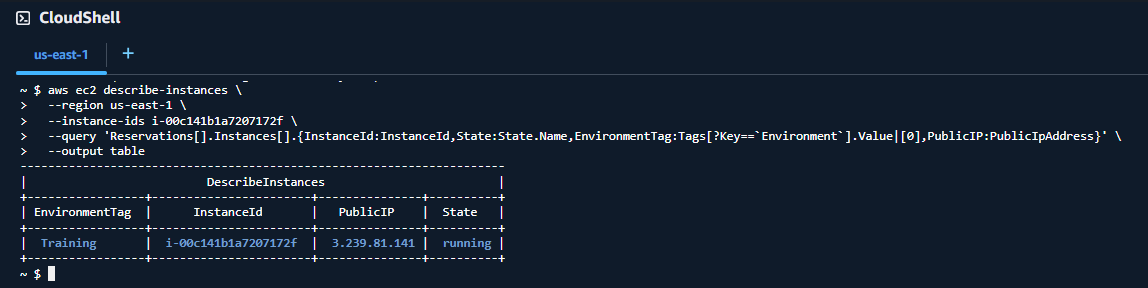 CloudShell
us-east-1 +
~ $ aws ec2 describe-instances \
> --region us-east-1 \
> --instance-ids i-00c141b1a7207172f \
> --query 'Reservations[].Instances[].{InstanceId:InstanceId,State:State.Name,EnvironmentTag:Tags[?Key==`Environment`].Value|[0],PublicIP:PublicIpAddress}' \
> --output table
-------------------------------------------------------------------
|                         DescribeInstances                       |
+-----------------+----------------------+---------------+---------+
| EnvironmentTag  |      InstanceId      |   PublicIP    |  State  |
+-----------------+----------------------+---------------+---------+
|  Training       |  i-00c141b1a7207172f |  3.239.81.141 |  running |
+-----------------+----------------------+---------------+---------+
~ $